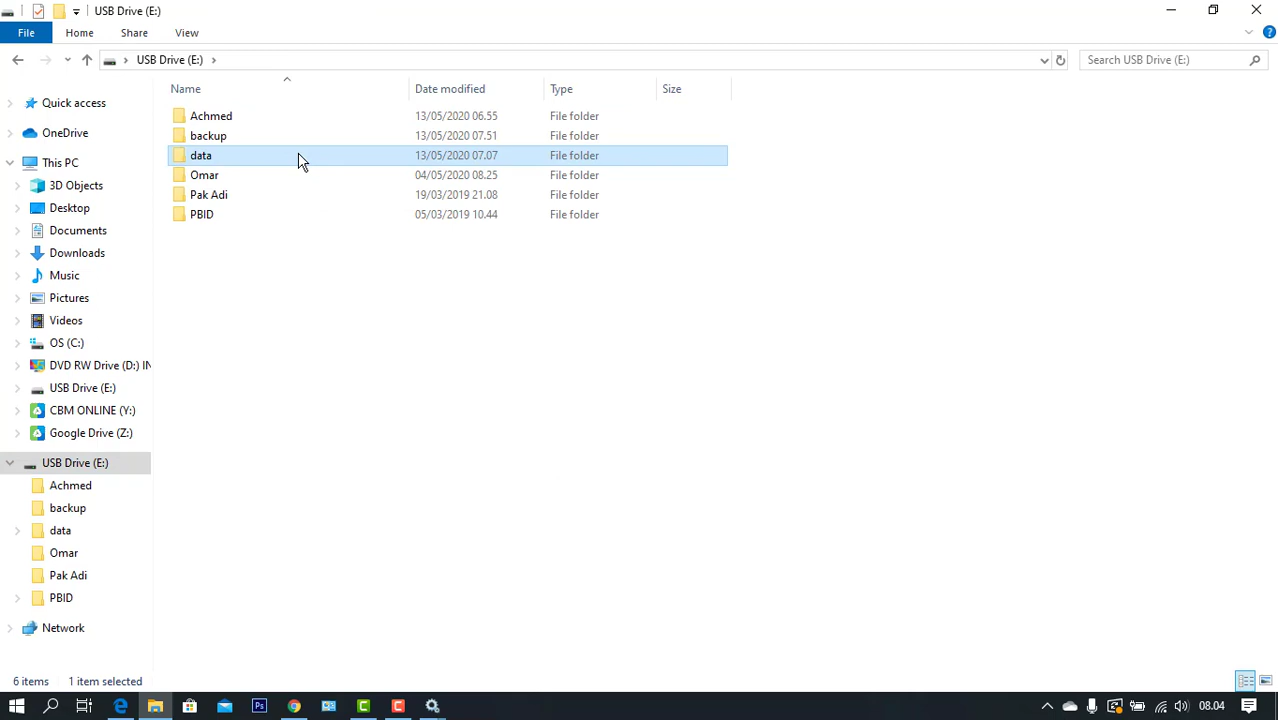 USB Drive (E:)
File Home Share View
USB Drive (E:) Search USB Drive (E:)
Name Date modified Type Size
Achmed 13/05/2020 06.55 File folder
backup 13/05/2020 07.51 File folder
data 13/05/2020 07.07 File folder
Omar 04/05/2020 08.25 File folder
Pak Adi 19/03/2019 21.08 File folder
PBID 05/03/2019 10.44 File folder
Quick access
OneDrive
This PC
3D Objects
Desktop
Documents
Downloads
Music
Pictures
Videos
OS (C:)
DVD RW Drive (D:) IN
USB Drive (E:)
CBM ONLINE (Y:)
Google Drive (Z:)
USB Drive (E:)
Achmed
backup
data
Omar
Pak Adi
PBID
Network
6 items 1 item selected
Ps C C 08.04